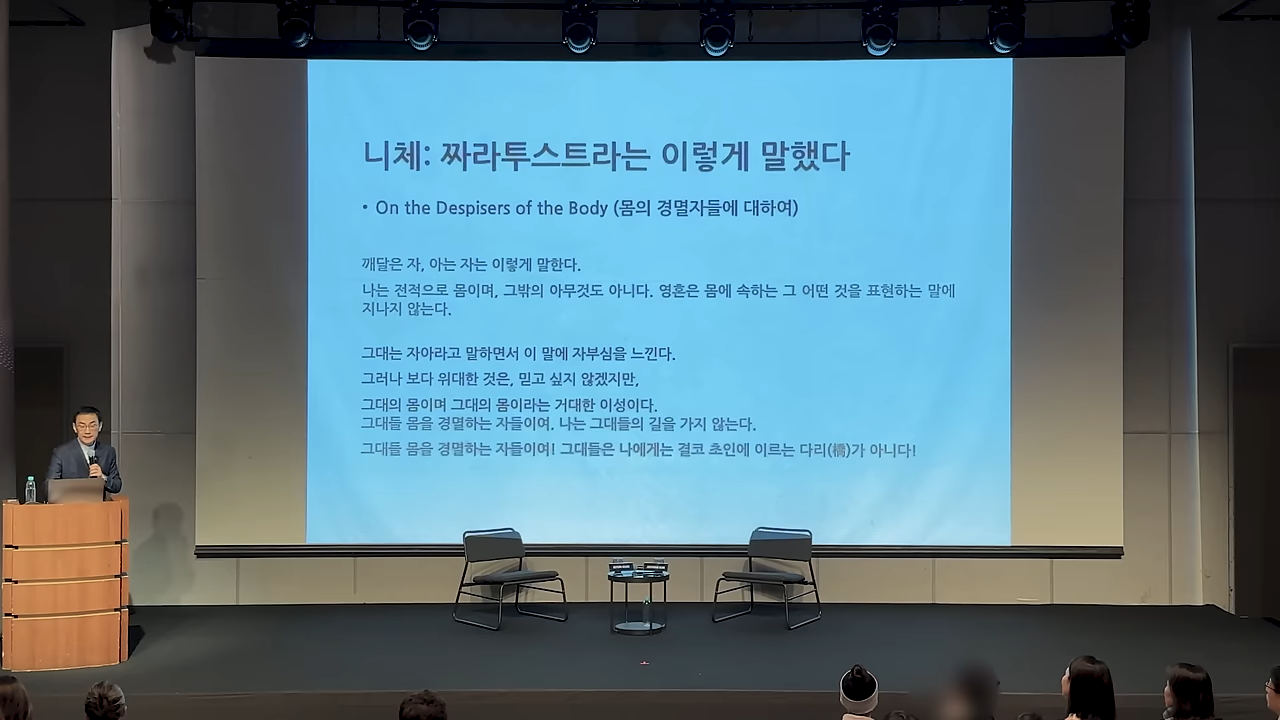 니체: 짜라투스트라는 이렇게 말했다
• On the Despisers of the Body (몸의 경멸자들에 대하여)
깨달은 자, 아는 자는 이렇게 말한다.
나는 전적으로 몸이며, 그밖의 아무것도 아니다. 영혼은 몸에 속하는 그 어떤 것을 표현하는 말에
지나지 않는다.
그대는 자아라고 말하면서 이 말에 자부심을 느낀다.
그러나 보다 위대한 것은, 믿고 싶지 않겠지만,
그대의 몸이며 그대의 몸이라는 거대한 이성이다.
그대들 몸을 경멸하는 자들이여. 나는 그대들의 길을 가지 않는다.
그대들 몸을 경멸하는 자들이여! 그대들은 나에게는 결코 초인에 이르는 다리(橋)가 아니다!